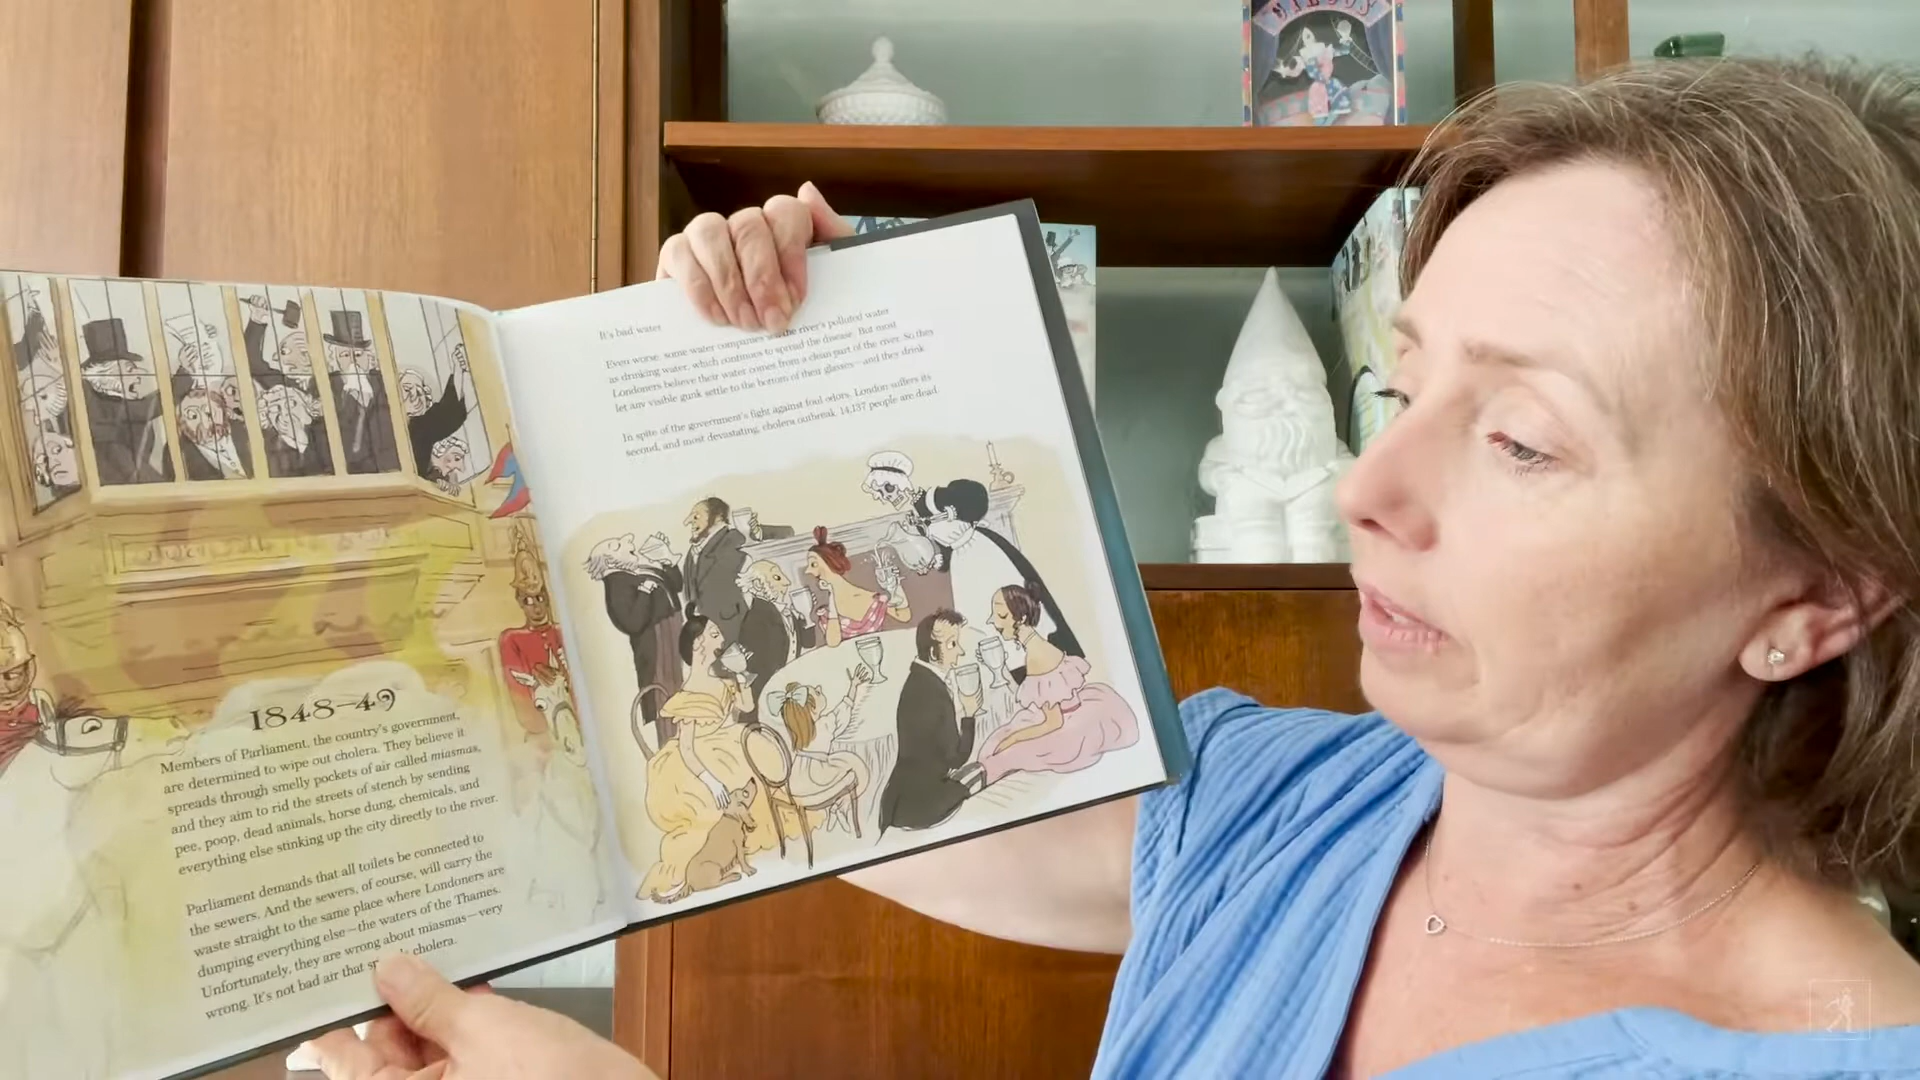 CIRCUS
1848–49
Members of Parliament, the country's government,
are determined to wipe out cholera. They believe it
spreads through smelly pockets of air called miasmas,
and they aim to rid the streets of stench by sending
pee, poop, dead animals, horse dung, chemicals, and
everything else stinking up the city directly to the river.
Parliament demands that all toilets be connected to
the sewers. And the sewers, of course, will carry the
waste straight to the same place where Londoners are
dumping everything else—the waters of the Thames.
Unfortunately, they are wrong about miasmas—very
wrong. It's not bad air that cholera.
It's bad water
Even worse, some water companies the river's polluted water
as drinking water, which continues to spread the disease. But most
Londoners believe their water comes from a clean part of the river. So they
let any visible gunk settle to the bottom of their glasses—and they drink
In spite of the government's fight against foul odors, London suffers its
second, and most devastating, cholera outbreak. 14,137 people are dead